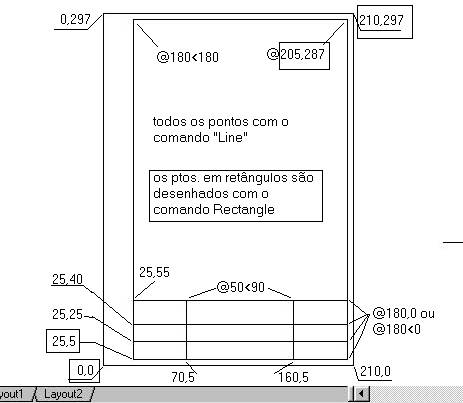 0,297
210,297
@180<180
@205,287
todos os pontos com o
comando "Line"
os ptos. em retângulos são
desenhados com o
comando Rectangle
25,55
25,40
@50<90
25,25
@180,0 ou
@180<0
25,5
0,0
70,5
160,5
210,0
yout1
Layout2